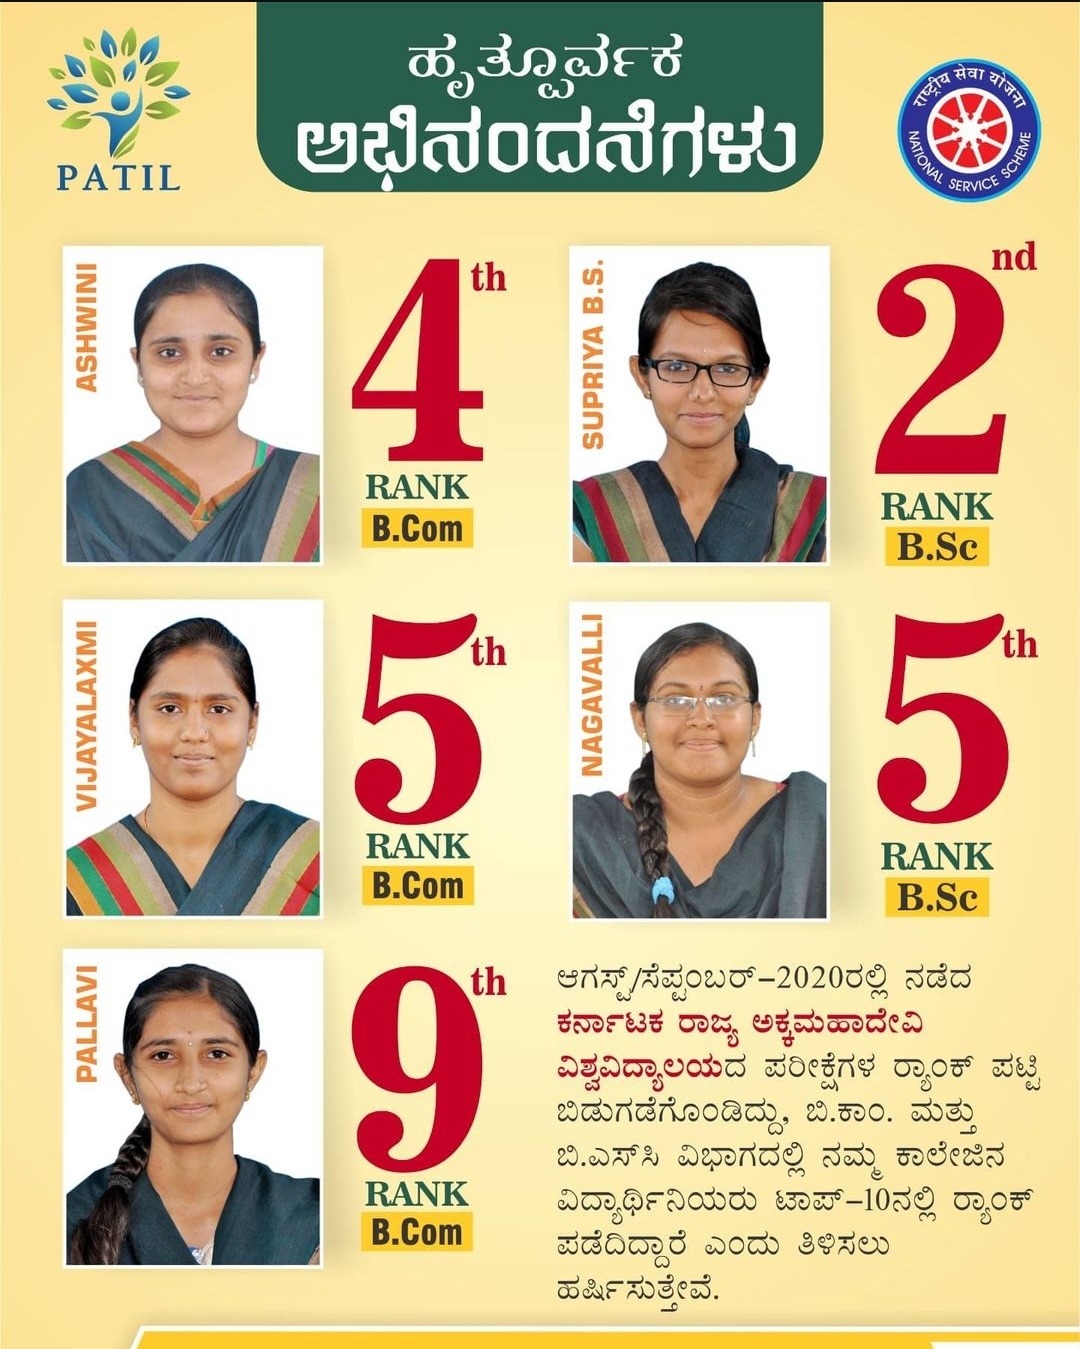 ಹೃತ್ಪೂರ್ವಕ
ಅಭಿನಂದನೆಗಳು
PATIL
राष्ट्रीय सेवा योजना
NATIONAL SERVICE SCHEME
ASHWINI
4th
RANK
B.Com
SUPRIYA B.S.
2nd
RANK
B.Sc
VIJAYALAXMI
5th
RANK
B.Com
NAGAVALLI
5th
RANK
B.Sc
PALLAVI
9th
RANK
B.Com
ಆಗಸ್ಟ್/ಸೆಪ್ಟಂಬರ್-2020ರಲ್ಲಿ ನಡೆದ
ಕರ್ನಾಟಕ ರಾಜ್ಯ ಅಕ್ಕಮಹಾದೇವಿ
ವಿಶ್ವವಿದ್ಯಾಲಯದ ಪರೀಕ್ಷೆಗಳ ರ‍್ಯಾಂಕ್ ಪಟ್ಟಿ
ಬಿಡುಗಡೆಗೊಂಡಿದ್ದು, ಬಿ.ಕಾಂ. ಮತ್ತು
ಬಿ.ಎಸ್‌ಸಿ ವಿಭಾಗದಲ್ಲಿ ನಮ್ಮ ಕಾಲೇಜಿನ
ವಿದ್ಯಾರ್ಥಿನಿಯರು ಟಾಪ್-10ನಲ್ಲಿ ರ‍್ಯಾಂಕ್
ಪಡೆದಿದ್ದಾರೆ ಎಂದು ತಿಳಿಸಲು
ಹರ್ಷಿಸುತ್ತೇವೆ.